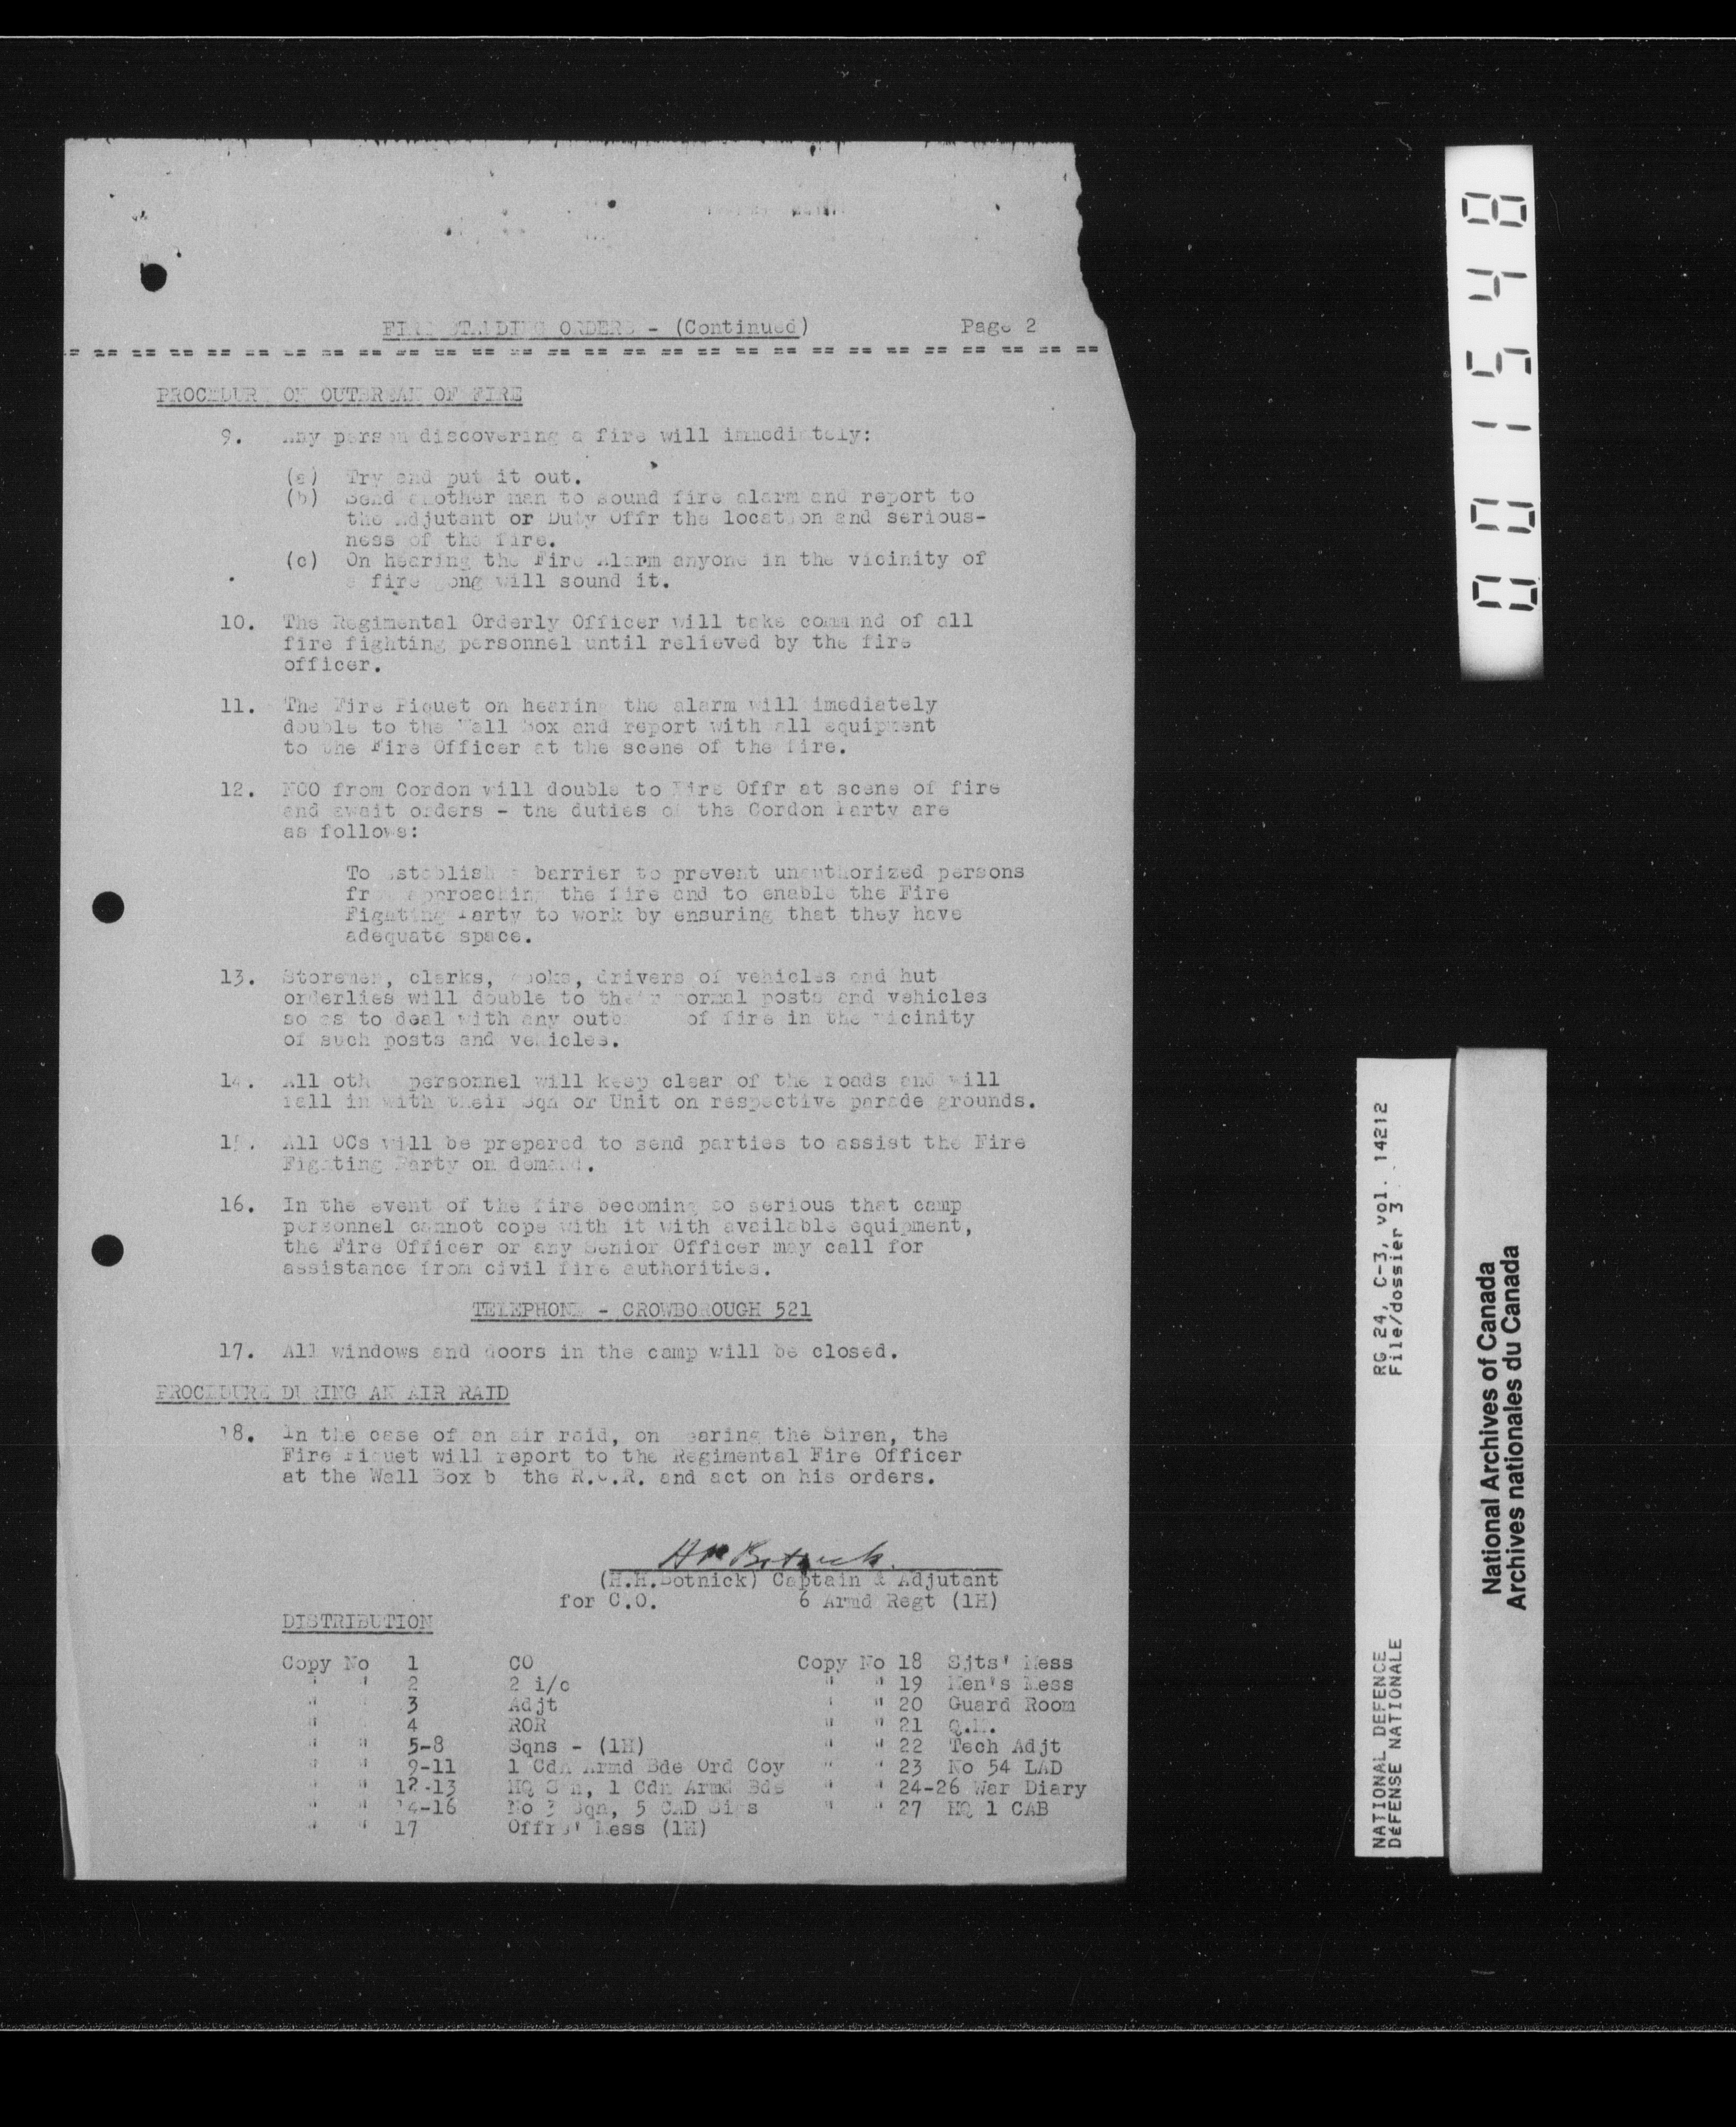 FIRE STANDING ORDERS - (Continued) Page 2
PROCEDURE ON OUTBREAK OF FIRE
9. Any person discovering a fire will immediately:
(a) Try and put it out.
(b) Send another man to sound fire alarm and report to
the Adjutant or Duty Offr the location and serious-
ness of the fire.
(c) On hearing the Fire Alarm anyone in the vicinity of
a fire gong will sound it.
10. The Regimental Orderly Officer will take command of all
fire fighting personnel until relieved by the fire
officer.
11. The Fire Piquet on hearing the alarm will imediately
double to the Wall Box and report with all equipment
to the Fire Officer at the scene of the fire.
12. NCO from Cordon will double to Fire Offr at scene of fire
and await orders - the duties of the Cordon Party are
as follows:
To establish a barrier to prevent unauthorized persons
from approaching the fire and to enable the Fire
Fighting Party to work by ensuring that they have
adequate space.
13. Storemen, clerks, cooks, drivers of vehicles and hut
orderlies will double to their normal posts and vehicles
so as to deal with any outbreak of fire in the vicinity
of such posts and vehicles.
14. All other personnel will keep clear of the roads and will
fall in with their Sqn or Unit on respective parade grounds.
15. All OCs will be prepared to send parties to assist the Fire
Fighting Party on demand.
16. In the event of the fire becoming so serious that camp
personnel cannot cope with it with available equipment,
the Fire Officer or any Senior Officer may call for
assistance from civil fire authorities.
TELEPHONE - CROWBOROUGH 521
17. All windows and doors in the camp will be closed.
PROCEDURE DURING AN AIR RAID
18. In the case of an air raid, on hearing the Siren, the
Fire Piquet will report to the Regimental Fire Officer
at the Wall Box by the R.O.R. and act on his orders.
HH Botnick.
(H.H.Botnick) Captain & Adjutant
for C.O. 6 Armd Regt (1H)
DISTRIBUTION
Copy No 1 CO Copy No 18 Sjts' Mess
" " 2 2 i/c " " 19 Men's Mess
" " 3 Adjt " " 20 Guard Room
" " 4 ROR " " 21 Q.M.
" " 5-8 Sqns - (1H) " " 22 Tech Adjt
" " 9-11 1 Cdn Armd Bde Ord Coy " " 23 No 54 LAD
" " 12-13 HQ Sqn, 1 Cdn Armd Bde " " 24-26 War Diary
" " 14-16 No 3 Sqn, 5 CAD Sigs " " 27 HQ 1 CAB
" " 17 Offrs' Mess (1H)
001548
NATIONAL DEFENCE RG 24, C-3, vol. 14212
DÉFENSE NATIONALE File/dossier 3
National Archives of Canada
Archives nationales du Canada